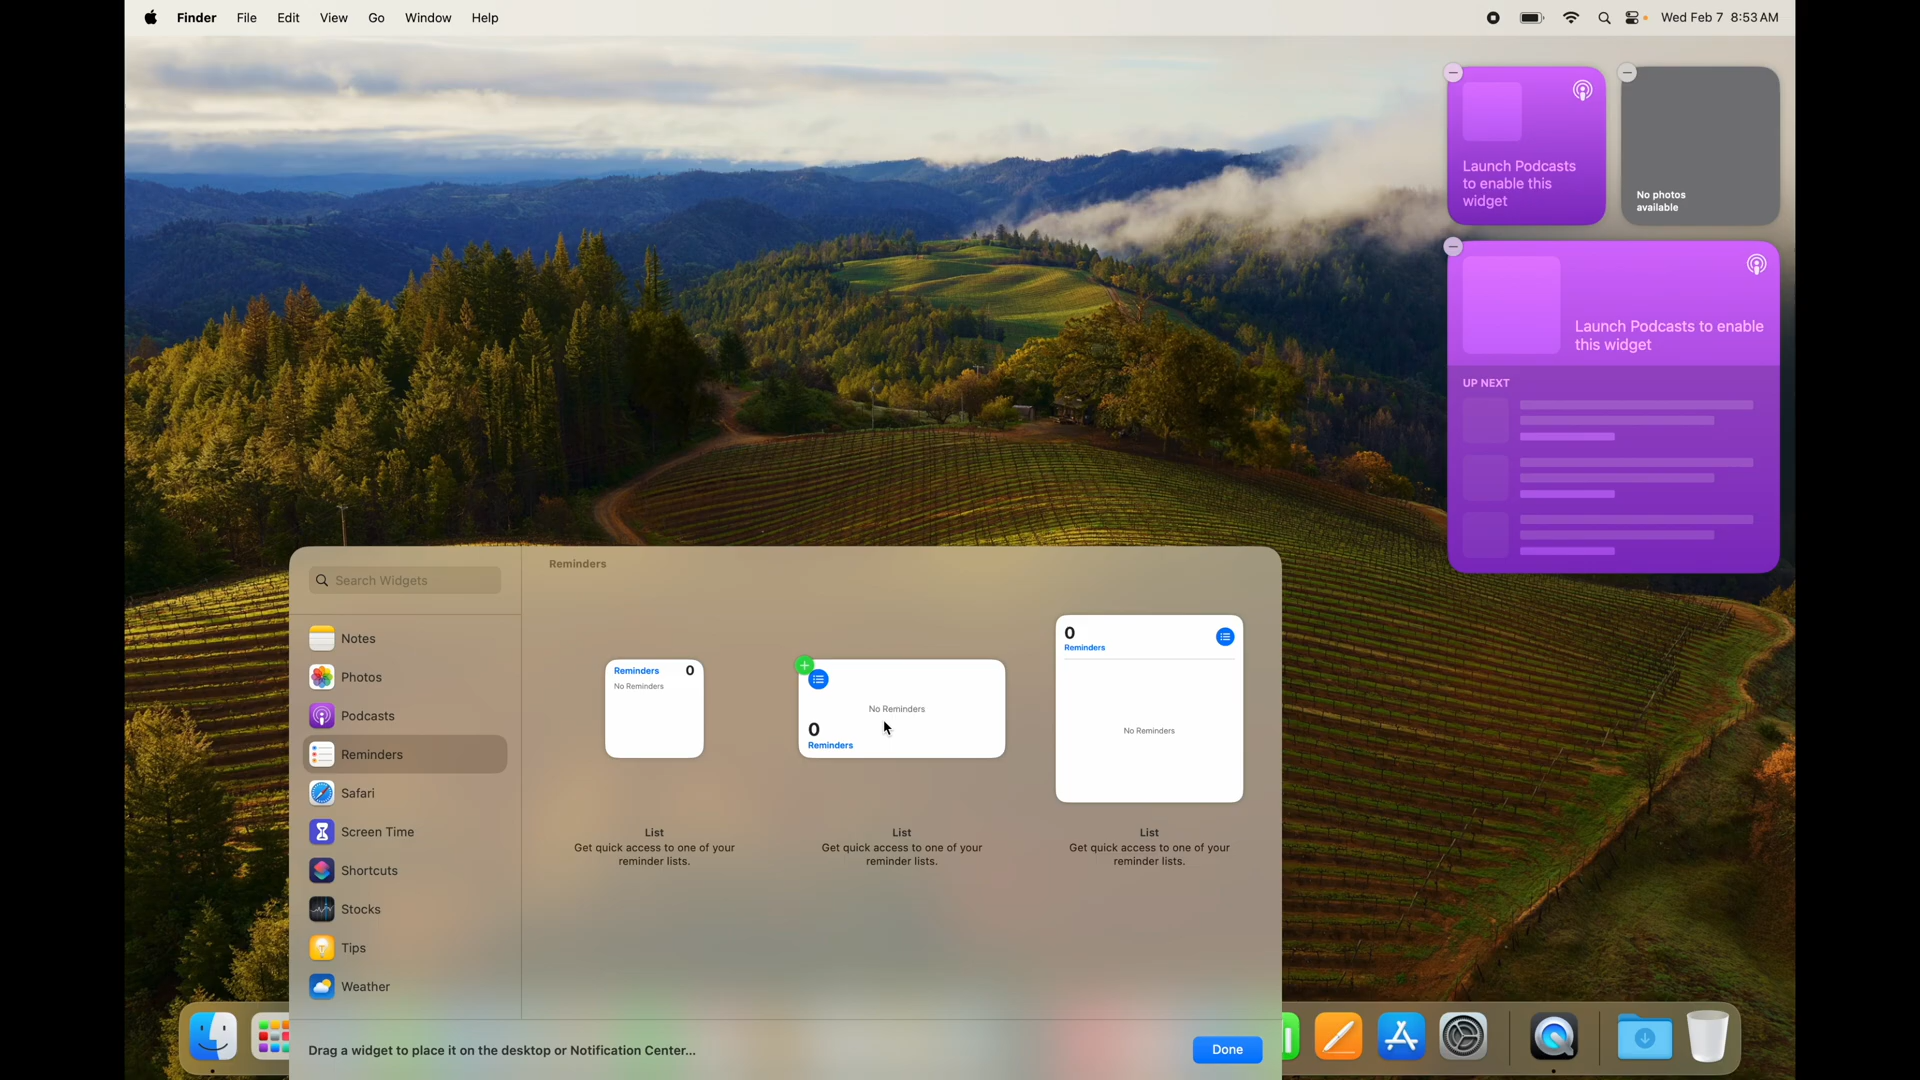 Finder File Edit View Go Window Help
Wed Feb 7 8:53 AM
Launch Podcasts
to enable this
widget
No photos
available
Launch Podcasts to enable
this widget
UP NEXT
Search Widgets
Notes
Photos
Podcasts
Reminders
Safari
Screen Time
Shortcuts
Stocks
Tips
Weather
Reminders
Reminders 0
No Reminders
List
Get quick access to one of your
reminder lists.
No Reminders
0
Reminders
List
Get quick access to one of your
reminder lists.
0
Reminders
No Reminders
List
Get quick access to one of your
reminder lists.
Drag a widget to place it on the desktop or Notification Center...
Done